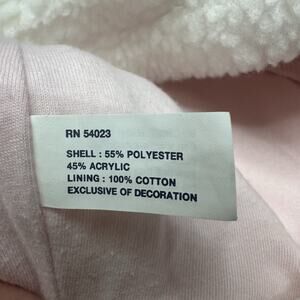 RN 54023
SHELL : 55% POLYESTER
45% ACRYLIC
LINING : 100% COTTON
EXCLUSIVE OF DECORATION